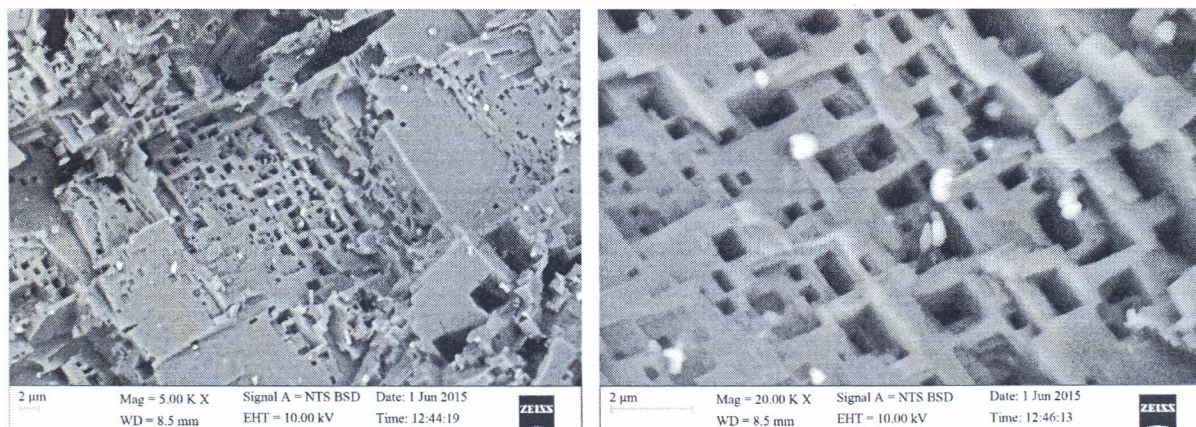 2 µm Mag = 5.00 K X Signal A = NTS BSD Date: 1 Jun 2015
WD = 8.5 mm EHT = 10.00 kV Time: 12:44:19 ZEISS
2 µm Mag = 20.00 K X Signal A = NTS BSD Date: 1 Jun 2015
WD = 8.5 mm EHT = 10.00 kV Time: 12:46:13 ZEISS